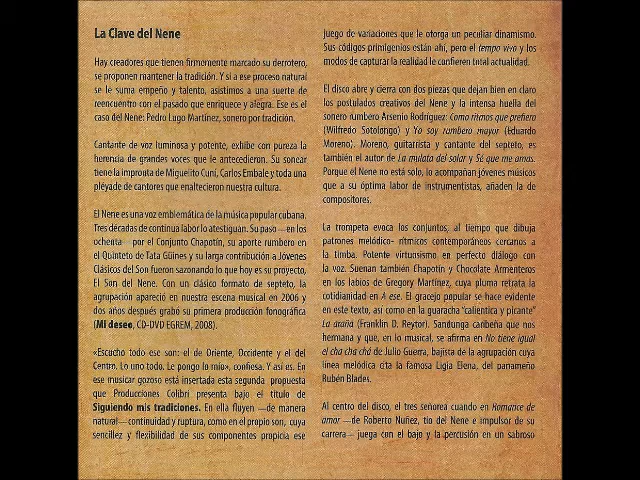 La Clave del Nene
Hay creadores que tienen firmemente marcado su derrotero,
se proponen mantener la tradición. Y si a ese proceso natural
se le suma empeño y talento, asistimos a una suerte de
reencuentro con el pasado que enriquece y alegra. Ese es el
caso del Nene: Pedro Lugo Martínez, sonero por tradición.
Cantante de voz luminosa y potente, exhibe con pureza la
herencia de grandes voces que le antecedieron. Su sonear
tiene la impronta de Miguelito Cuní, Carlos Embale y toda una
pléyade de cantores que enaltecieron nuestra cultura.
El Nene es una voz emblemática de la música popular cubana.
Tres décadas de continua labor lo atestiguan. Su paso —en los
ochenta— por el Conjunto Chapotín, su aporte rumbero en
el Quinteto de Tata Güines y su larga contribución a Jóvenes
Clásicos del Son fueron sazonando lo que hoy es su proyecto,
El Son del Nene. Con un clásico formato de septeto, la
agrupación apareció en nuestra escena musical en 2006 y
dos años después grabó su primera producción fonográfica
(Mi deseo, CD-DVD EGREM, 2008).
«Escucho todo ese son: el de Oriente, Occidente y el del
Centro. Lo uno todo. Le pongo lo mío», confiesa. Y así es. En
ese musicar gozoso está insertada esta segunda propuesta
que Producciones Colibrí presenta bajo el título de
Siguiendo mis tradiciones. En ella fluyen —de manera
natural— continuidad y ruptura, como en el propio son, cuya
sencillez y flexibilidad de sus componentes propicia ese
juego de variaciones que le otorga un peculiar dinamismo.
Sus códigos primigenios están ahí, pero el tempo vivo y los
modos de capturar la realidad le confieren total actualidad.
El disco abre y cierra con dos piezas que dejan bien en claro
los postulados creativos del Nene y la intensa huella del
sonero rumbero Arsenio Rodríguez: Como ritmos que prefiera
(Wilfredo Sotolongo) y Yo soy rumbero mayor (Eduardo
Moreno). Moreno, guitarrista y cantante del septeto, es
también el autor de La mulata del solar y Sé que me amas.
Porque el Nene no está solo, lo acompañan jóvenes músicos
que a su óptima labor de instrumentistas, añaden la de
compositores.
La trompeta evoca los conjuntos, al tiempo que dibuja
patrones melódico- rítmicos contemporáneos cercanos a
la timba. Potente virtuosismo en perfecto diálogo con
la voz. Suenan también Chapotín y Chocolate Armenteros
en los labios de Gregory Martínez, cuya pluma retrata la
cotidianidad en A ese. El gracejo popular se hace evidente
en este texto, así como en la guaracha "calientica y picante"
La araña (Franklin D. Reytor). Sandunga caribeña que nos
hermana y que, en lo musical, se afirma en No tiene igual
el cha cha chá de Julio Guerra, bajista de la agrupación cuya
línea melódica cita la famosa Ligia Elena, del panameño
Rubén Blades.
Al centro del disco, el tres señorea cuando en Romance de
amor —de Roberto Nuñez, tío del Nene e impulsor de su
carrera— juega con el bajo y la percusión en un sabroso